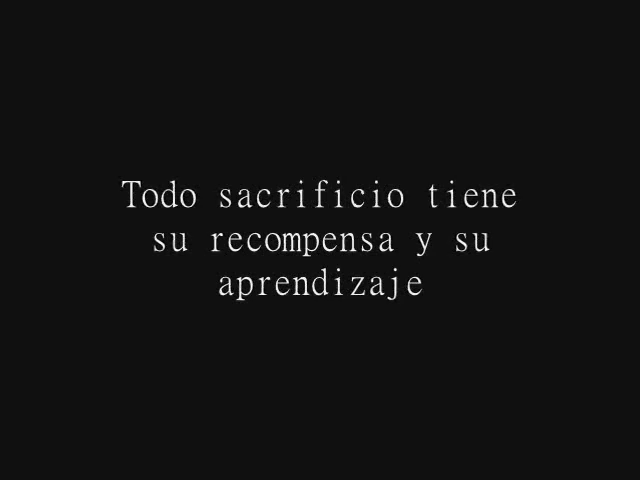 Todo sacrificio tiene
su recompensa y su
aprendizaje